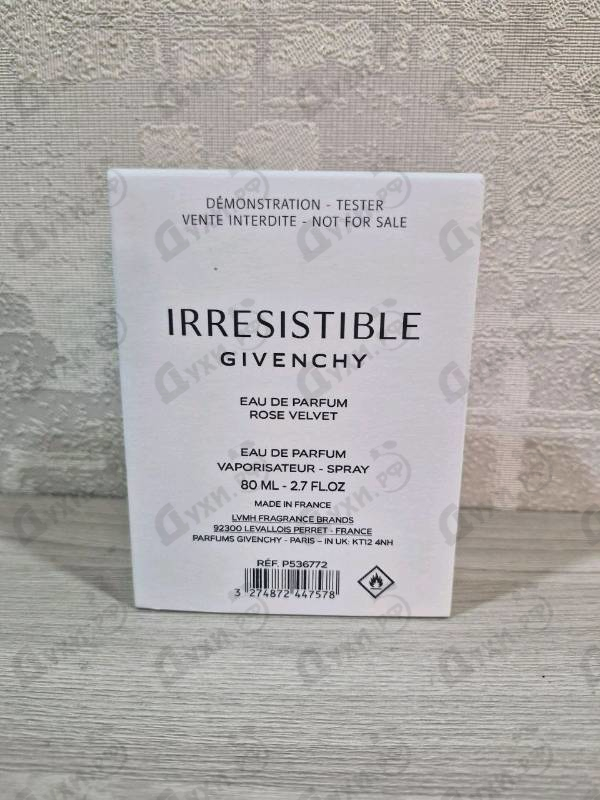 DÉMONSTRATION - TESTER
VENTE INTERDITE - NOT FOR SALE
IRRESISTIBLE
GIVENCHY
EAU DE PARFUM
ROSE VELVET
EAU DE PARFUM
VAPORISATEUR - SPRAY
80 ML - 2.7 FL.OZ
MADE IN FRANCE
LVMH FRAGRANCE BRANDS
92300 LEVALLOIS PERRET - FRANCE
PARFUMS GIVENCHY - PARIS - IN UK: KT12 4NH
RÉF. P536772
3 274872 447578
Духи.рф